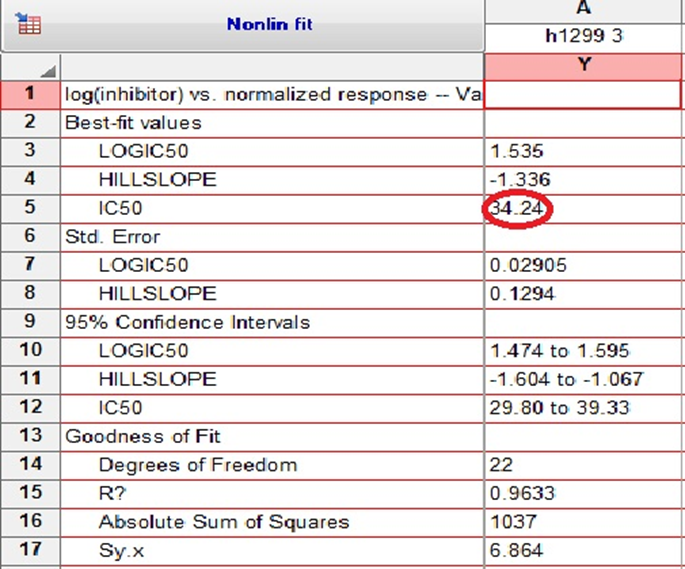 Nonlin fit
A
h1299 3
Y
1 log(inhibitor) vs. normalized response -- Va
2 Best-fit values
3 LOGIC50 1.535
4 HILLSLOPE -1.336
5 IC50 34.24
6 Std. Error
7 LOGIC50 0.02905
8 HILLSLOPE 0.1294
9 95% Confidence Intervals
10 LOGIC50 1.474 to 1.595
11 HILLSLOPE -1.604 to -1.067
12 IC50 29.80 to 39.33
13 Goodness of Fit
14 Degrees of Freedom 22
15 R? 0.9633
16 Absolute Sum of Squares 1037
17 Sy.x 6.864